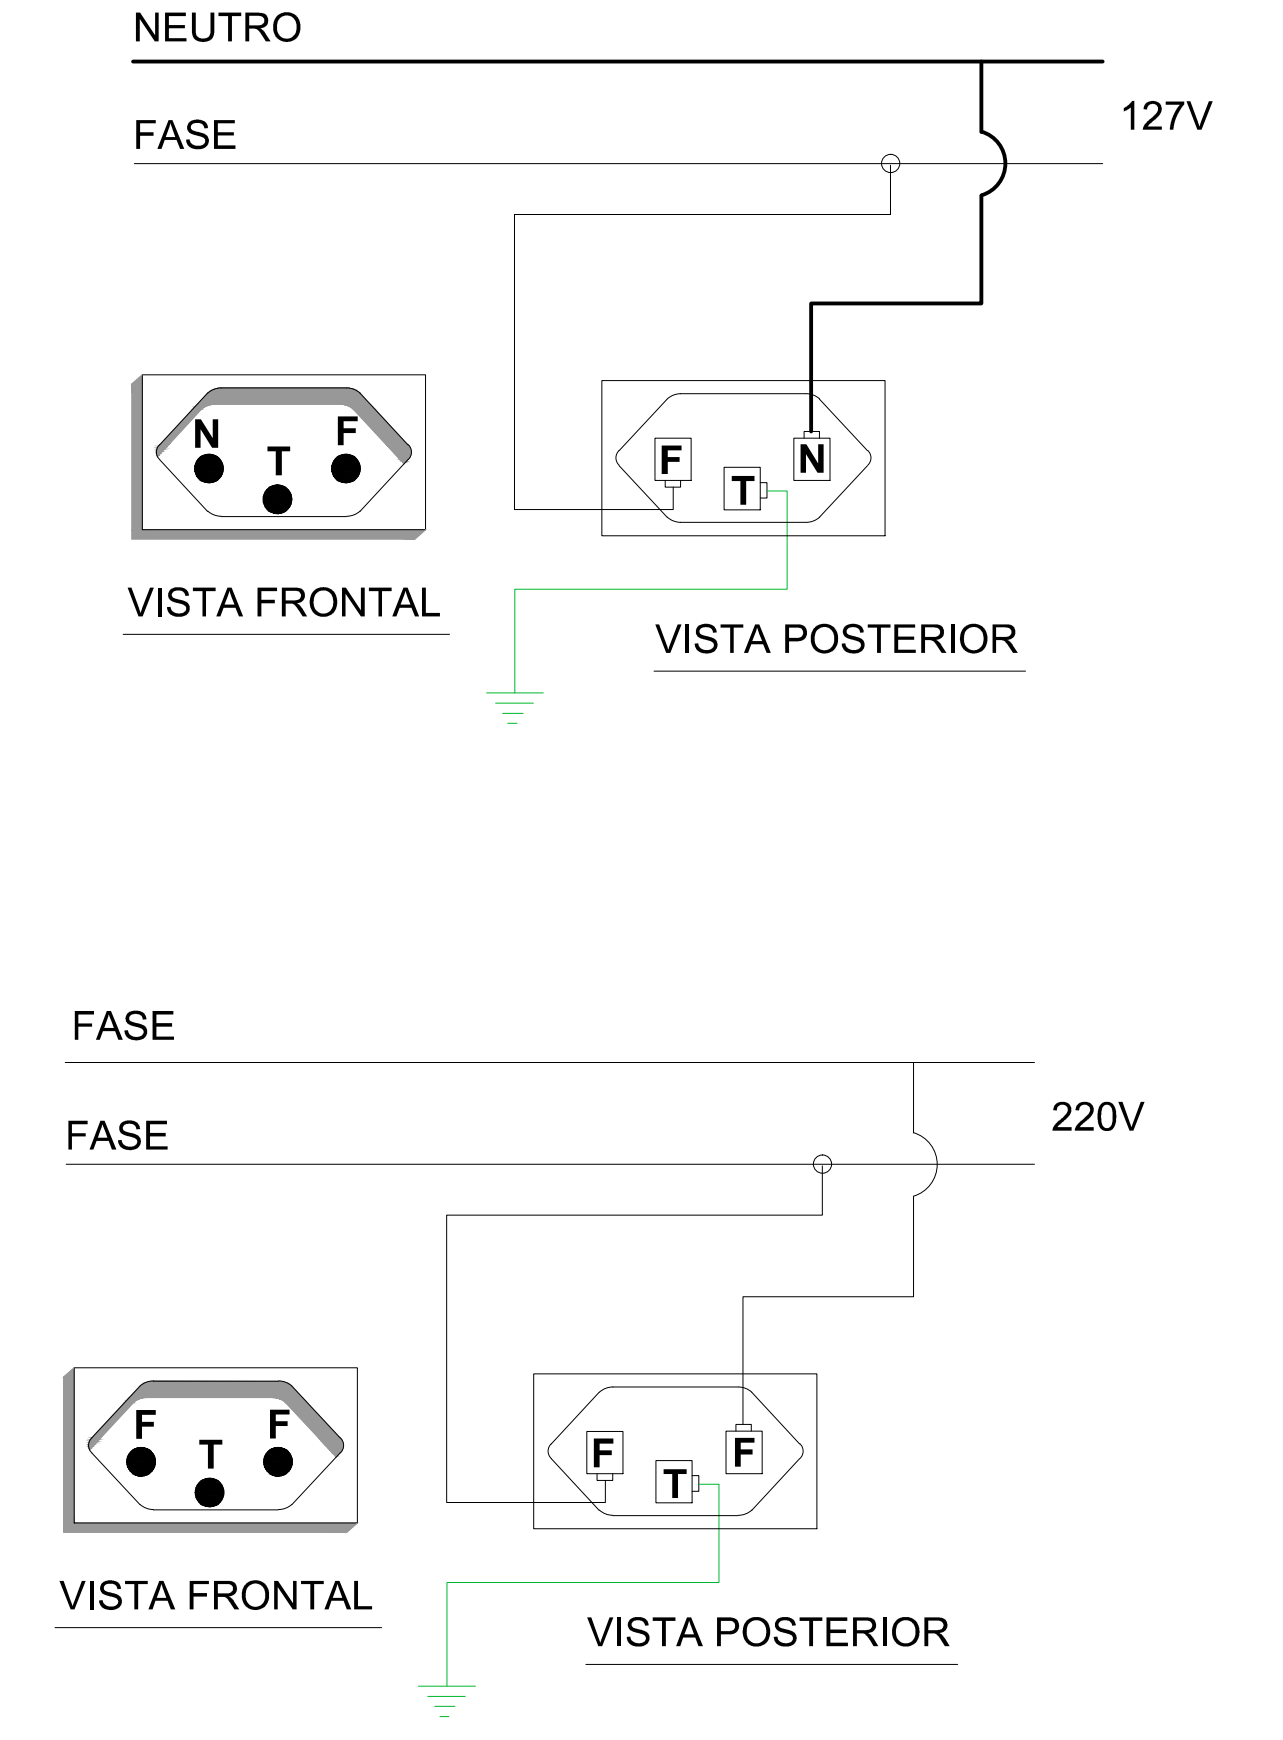 NEUTRO
127V
FASE
N
T
F
F
T
N
VISTA FRONTAL
VISTA POSTERIOR
FASE
220V
FASE
F
T
F
F
T
F
VISTA FRONTAL
VISTA POSTERIOR